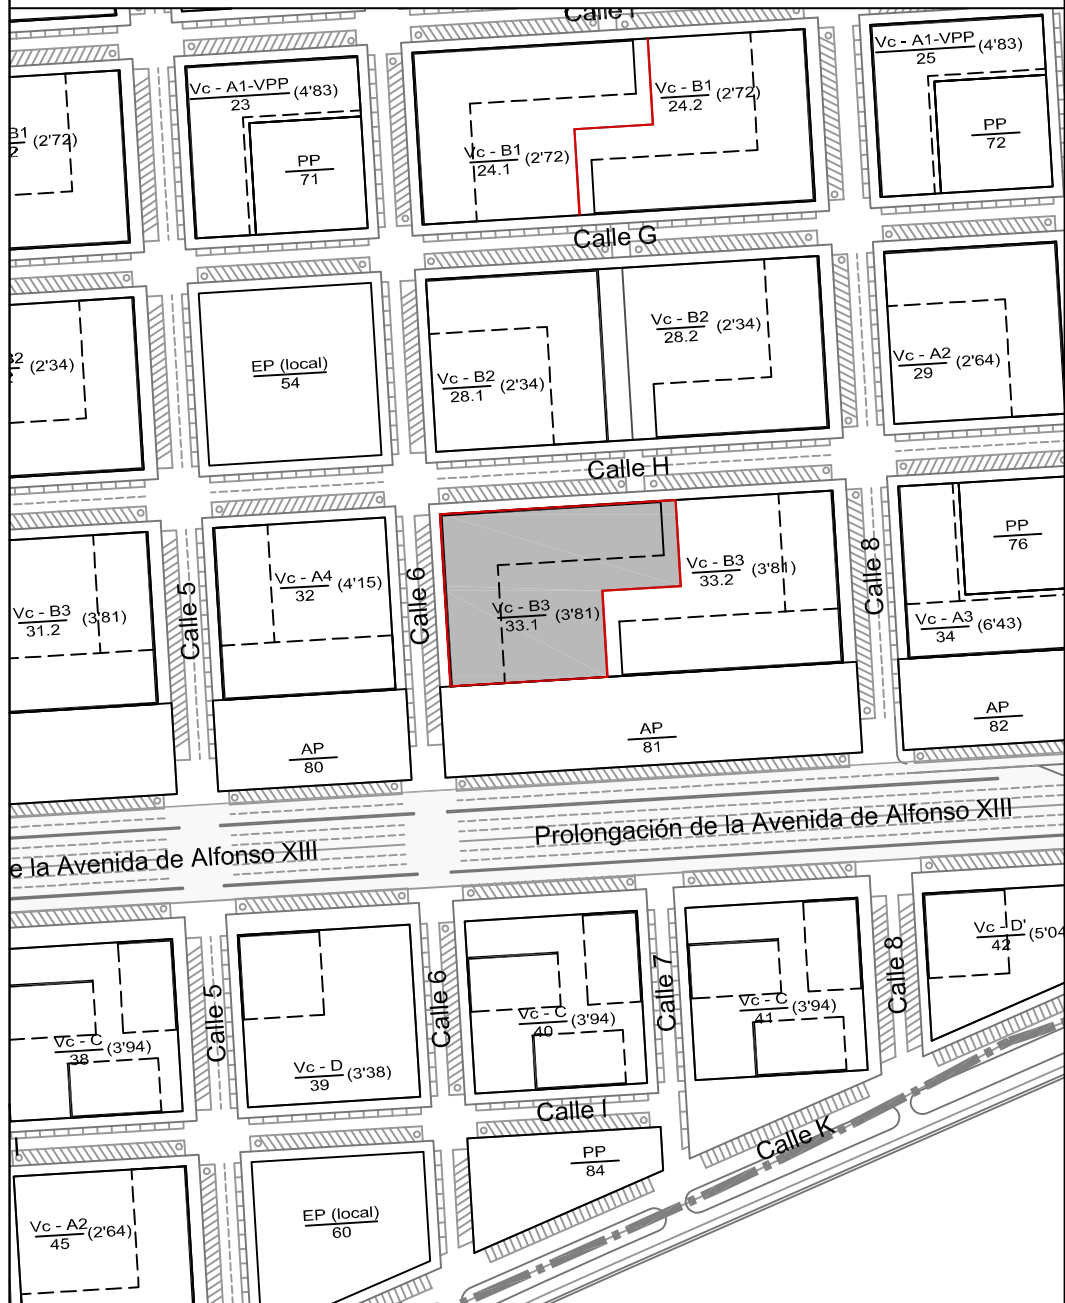 Vc - A1-VPP (4'83)
23
PP
71
B1 (2'72)
2
Vc - B1 (2'72)
24.1
Vc - B1 (2'72)
24.2
Vc - A1-VPP (4'83)
25
PP
72
Calle G
B2 (2'34)
EP (local)
54
Vc - B2 (2'34)
28.1
Vc - B2 (2'34)
28.2
Vc - A2 (2'64)
29
Calle H
Vc - B3 (3'81)
31.2
Calle 5
Vc - A4 (4'15)
32
Calle 6
Vc - B3 (3'81)
33.1
Vc - B3 (3'81)
33.2
Calle 8
PP
76
Vc - A3 (6'43)
34
AP
80
AP
81
AP
82
e la Avenida de Alfonso XIII
Prolongación de la Avenida de Alfonso XIII
Vc - C (3'94)
38
Calle 5
Vc - D (3'38)
39
Calle 6
Vc - C (3'94)
40
Calle 7
Vc - C (3'94)
41
Calle 8
Vc - D' (5'04
42
Calle I
Calle K
PP
84
I
Vc - A2 (2'64)
45
EP (local)
60